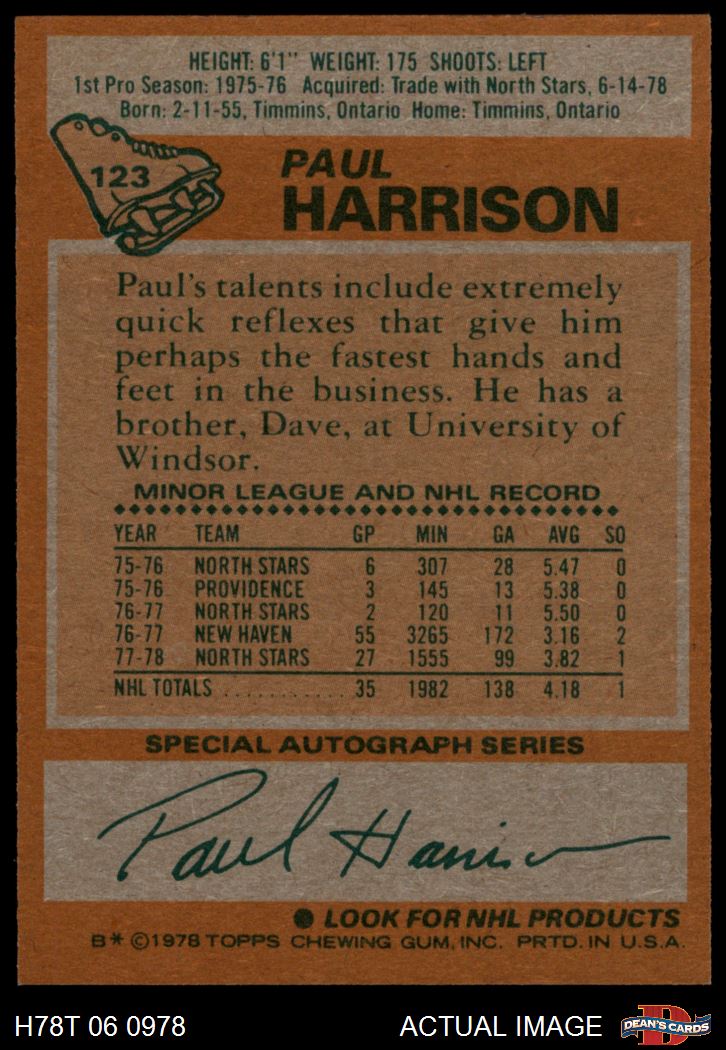 HEIGHT: 6'1" WEIGHT: 175 SHOOTS: LEFT
1st Pro Season: 1975-76 Acquired: Trade with North Stars, 6-14-78
Born: 2-11-55, Timmins, Ontario Home: Timmins, Ontario
123
PAUL
HARRISON
Paul's talents include extremely
quick reflexes that give him
perhaps the fastest hands and
feet in the business. He has a
brother, Dave, at University of
Windsor.
MINOR LEAGUE AND NHL RECORD
YEAR TEAM GP MIN GA AVG SO
75-76 NORTH STARS 6 307 28 5.47 0
75-76 PROVIDENCE 3 145 13 5.38 0
76-77 NORTH STARS 2 120 11 5.50 0
76-77 NEW HAVEN 55 3265 172 3.16 2
77-78 NORTH STARS 27 1555 99 3.82 1
NHL TOTALS ........... 35 1982 138 4.18 1
SPECIAL AUTOGRAPH SERIES
Paul Harrison
● LOOK FOR NHL PRODUCTS
B* ©1978 TOPPS CHEWING GUM, INC. PRTD. IN U.S.A.
H78T 06 0978 ACTUAL IMAGE DEAN'S CARDS